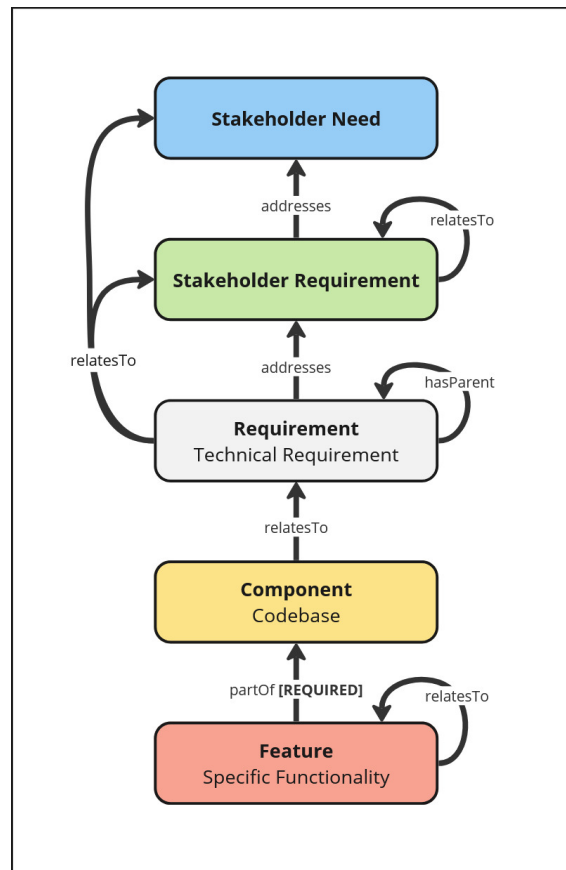 Stakeholder Need
addresses
relatesTo
Stakeholder Requirement
relatesTo
addresses
hasParent
Requirement
Technical Requirement
relatesTo
Component
Codebase
partOf [REQUIRED]
relatesTo
Feature
Specific Functionality